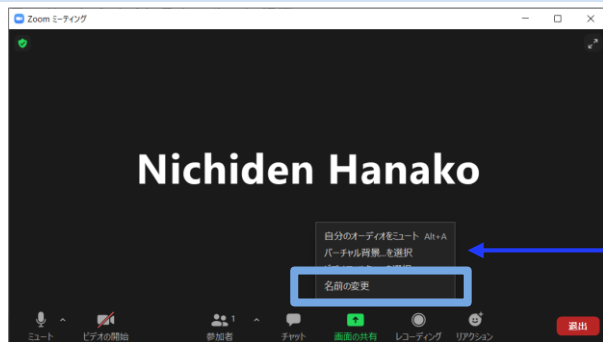 Zoom ミーティング
Nichiden Hanako
自分のオーディオをミュート Alt+A
バーチャル背景...を選択
名前の変更
ミュート
ビデオの開始
参加者 1
チャット
画面の共有
レコーディング
リアクション
退出